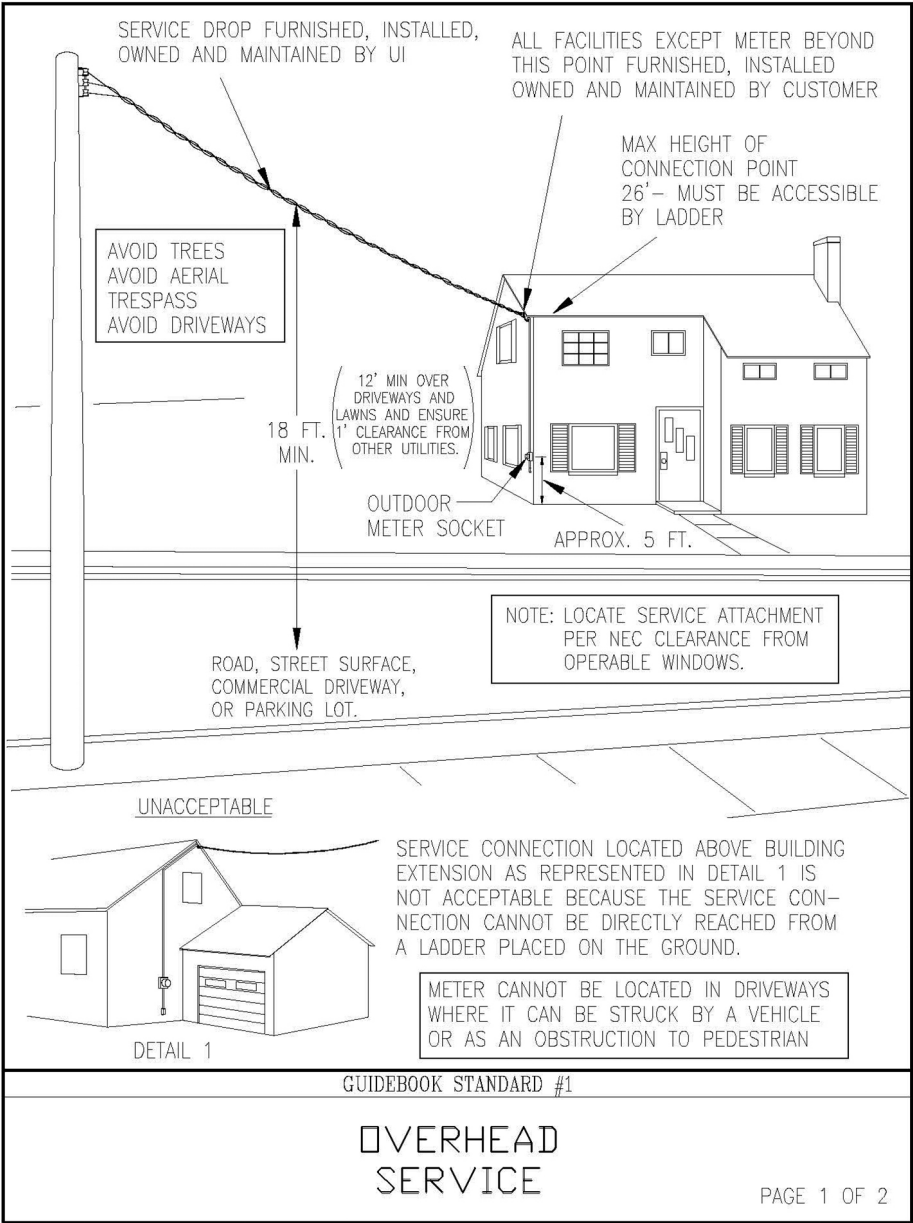 SERVICE DROP FURNISHED, INSTALLED,
OWNED AND MAINTAINED BY UI
ALL FACILITIES EXCEPT METER BEYOND
THIS POINT FURNISHED, INSTALLED
OWNED AND MAINTAINED BY CUSTOMER
MAX HEIGHT OF
CONNECTION POINT
26'- MUST BE ACCESSIBLE
BY LADDER
AVOID TREES
AVOID AERIAL
TRESPASS
AVOID DRIVEWAYS
18 FT.
MIN.
12' MIN OVER
DRIVEWAYS AND
LAWNS AND ENSURE
1' CLEARANCE FROM
OTHER UTILITIES.
OUTDOOR
METER SOCKET
APPROX. 5 FT.
NOTE: LOCATE SERVICE ATTACHMENT
PER NEC CLEARANCE FROM
OPERABLE WINDOWS.
ROAD, STREET SURFACE,
COMMERCIAL DRIVEWAY,
OR PARKING LOT.
UNACCEPTABLE
SERVICE CONNECTION LOCATED ABOVE BUILDING
EXTENSION AS REPRESENTED IN DETAIL 1 IS
NOT ACCEPTABLE BECAUSE THE SERVICE CON-
NECTION CANNOT BE DIRECTLY REACHED FROM
A LADDER PLACED ON THE GROUND.
METER CANNOT BE LOCATED IN DRIVEWAYS
WHERE IT CAN BE STRUCK BY A VEHICLE
OR AS AN OBSTRUCTION TO PEDESTRIAN
DETAIL 1
GUIDEBOOK STANDARD #1
OVERHEAD
SERVICE
PAGE 1 OF 2